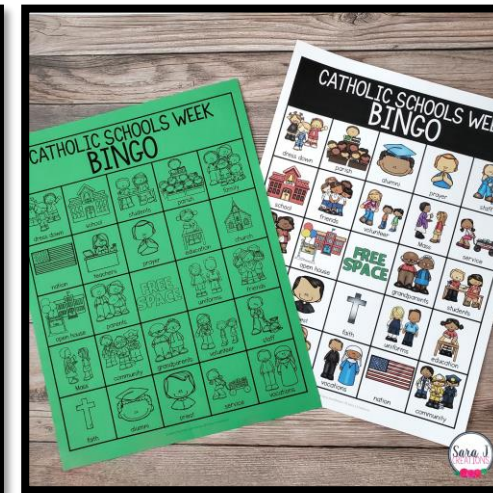 CATHOLIC SCHOOLS WEEK
BINGO
dress down school students parish family
nation teachers prayer education church
open house parents FREE SPACE uniforms friends
Mass community grandparents volunteer staff
faith alumni priest service vocations
CATHOLIC SCHOOLS WEE
BINGO
dress down parish alumni prayer staff
school friends volunteer Mass service
open house FREE SPACE grandparents students
faith uniforms education
vocations nation community
Sara J
CREATIONS